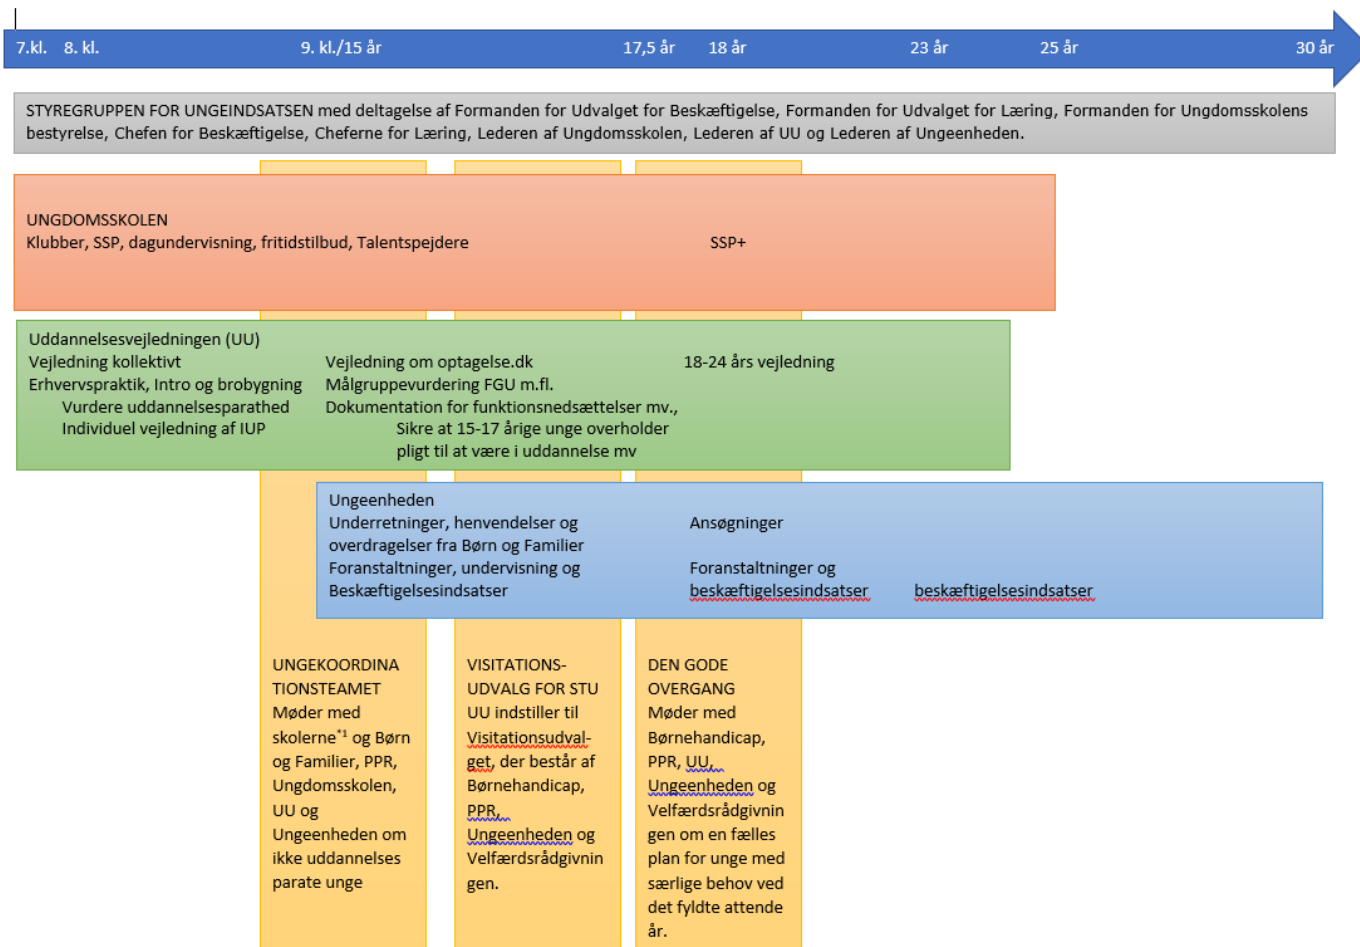 7.kl. 8. kl. 9. kl./15 år 17,5 år 18 år 23 år 25 år 30 år
STYREGRUPPEN FOR UNGEINDSATSEN med deltagelse af Formanden for Udvalget for Beskæftigelse, Formanden for Udvalget for Læring, Formanden for Ungdomsskolens
bestyrelse, Chefen for Beskæftigelse, Cheferne for Læring, Lederen af Ungdomsskolen, Lederen af UU og Lederen af Ungeenheden.
UNGDOMSSKOLEN
Klubber, SSP, dagundervisning, fritidstilbud, Talentspejdere SSP+
Uddannelsesvejledningen (UU)
Vejledning kollektivt Vejledning om optagelse.dk 18-24 års vejledning
Erhvervspraktik, Intro og brobygning Målgruppevurdering FGU m.fl.
Vurdere uddannelsesparathed Dokumentation for funktionsnedsættelser mv.,
Individuel vejledning af IUP Sikre at 15-17 årige unge overholder
pligt til at være i uddannelse mv
Ungeenheden
Underretninger, henvendelser og Ansøgninger
overdragelser fra Børn og Familier
Foranstaltninger, undervisning og Foranstaltninger og
Beskæftigelsesindsatser beskæftigelsesindsatser beskæftigelsesindsatser
UNGEKOORDINA
TIONSTEAMET
Møder med
skolerne*1 og Børn
og Familier, PPR,
Ungdomsskolen,
UU og
Ungeenheden om
ikke uddannelses
parate unge
VISITATIONS-
UDVALG FOR STU
UU indstiller til
Visitationsudval-
get, der består af
Børnehandicap,
PPR,
Ungeenheden og
Velfærdsrådgivnin
gen.
DEN GODE
OVERGANG
Møder med
Børnehandicap,
PPR, UU,
Ungeenheden og
Velfærdsrådgivnin
gen om en fælles
plan for unge med
særlige behov ved
det fyldte attende
år.